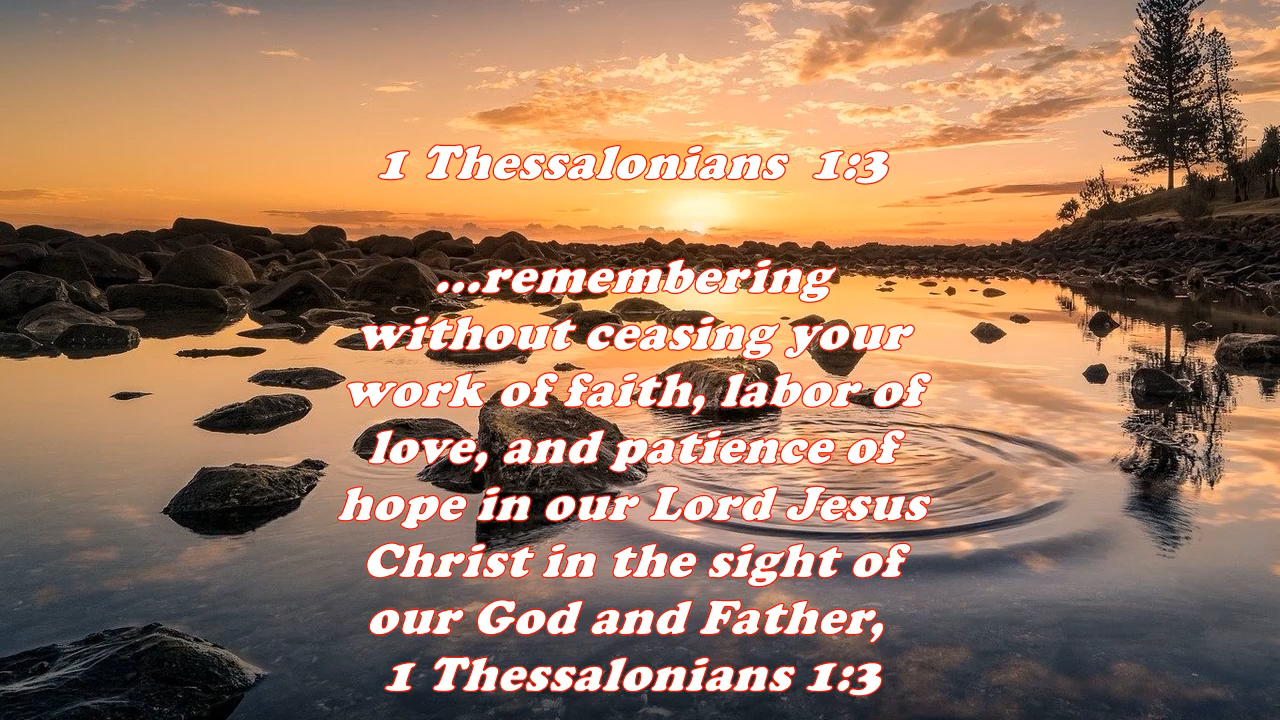 1 Thessalonians  1:3
...remembering
without ceasing your
work of faith, labor of
love, and patience of
hope in our Lord Jesus
Christ in the sight of
our God and Father,
1 Thessalonians 1:3